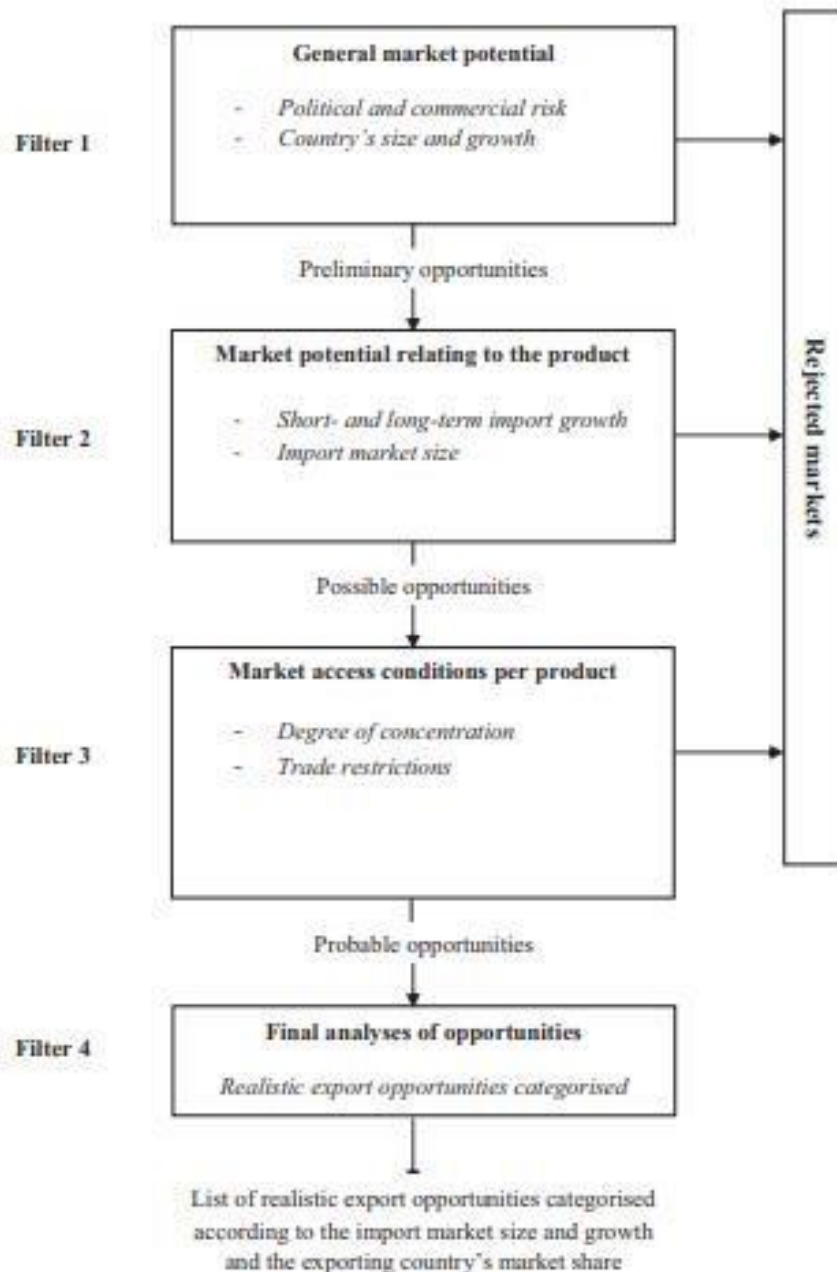 General market potential
Filter 1
- Political and commercial risk
- Country's size and growth
Preliminary opportunities
Market potential relating to the product
Filter 2
- Short- and long-term import growth
- Import market size
Rejected markets
Possible opportunities
Market access conditions per product
Filter 3
- Degree of concentration
- Trade restrictions
Probable opportunities
Filter 4
Final analyses of opportunities
Realistic export opportunities categorised
List of realistic export opportunities categorised
according to the import market size and growth
and the exporting country's market share